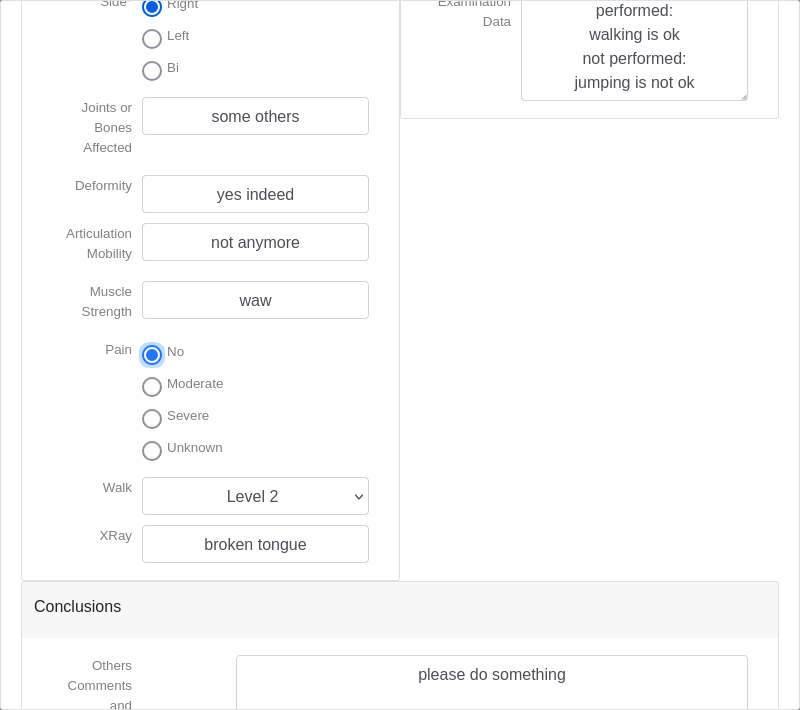 Side*
Right
Left
Bi
Joints or
Bones
Affected
some others
Deformity
yes indeed
Articulation
Mobility
not anymore
Muscle
Strength
waw
Pain
No
Moderate
Severe
Unknown
Walk
Level 2
XRay
broken tongue
Examination
Data
performed:
walking is ok
not performed:
jumping is not ok
Conclusions
Others
Comments
and
please do something